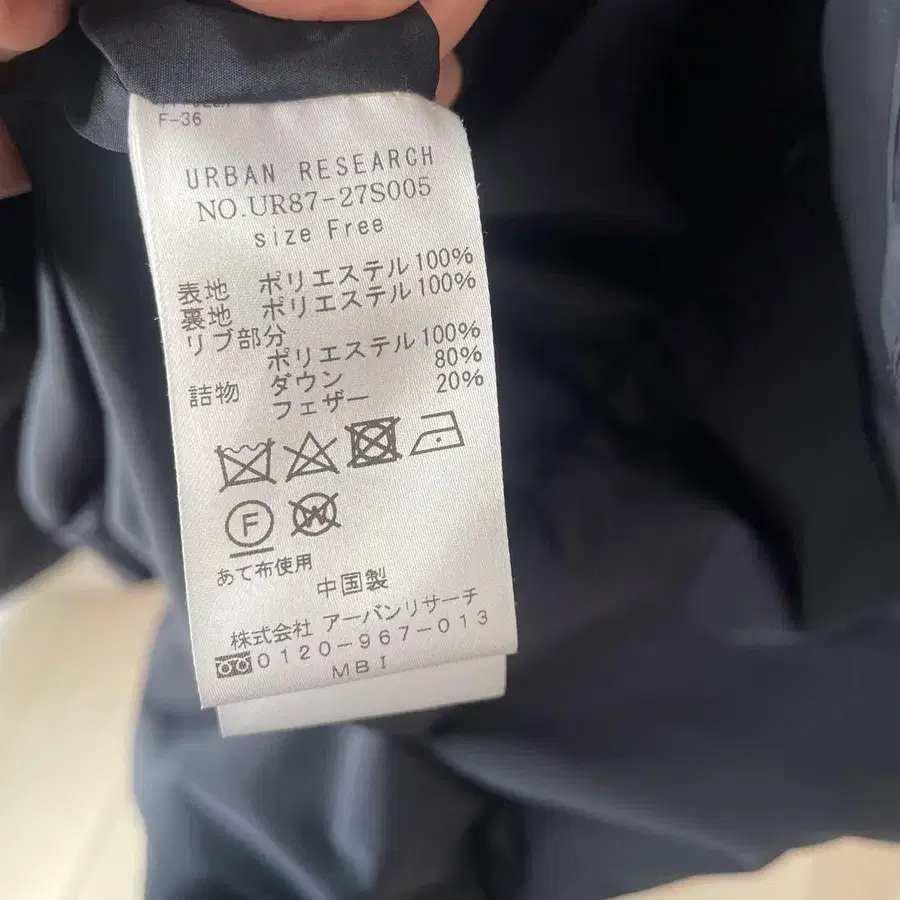 F-36
URBAN RESEARCH
NO.UR87-27S005
size Free
表地 ポリエステル100%
裏地 ポリエステル100%
リブ部分
ポリエステル100%
詰物 ダウン 80%
フェザー 20%
F
W
あて布使用
中国製
株式会社 アーバンリサーチ
0120-967-013
MBI